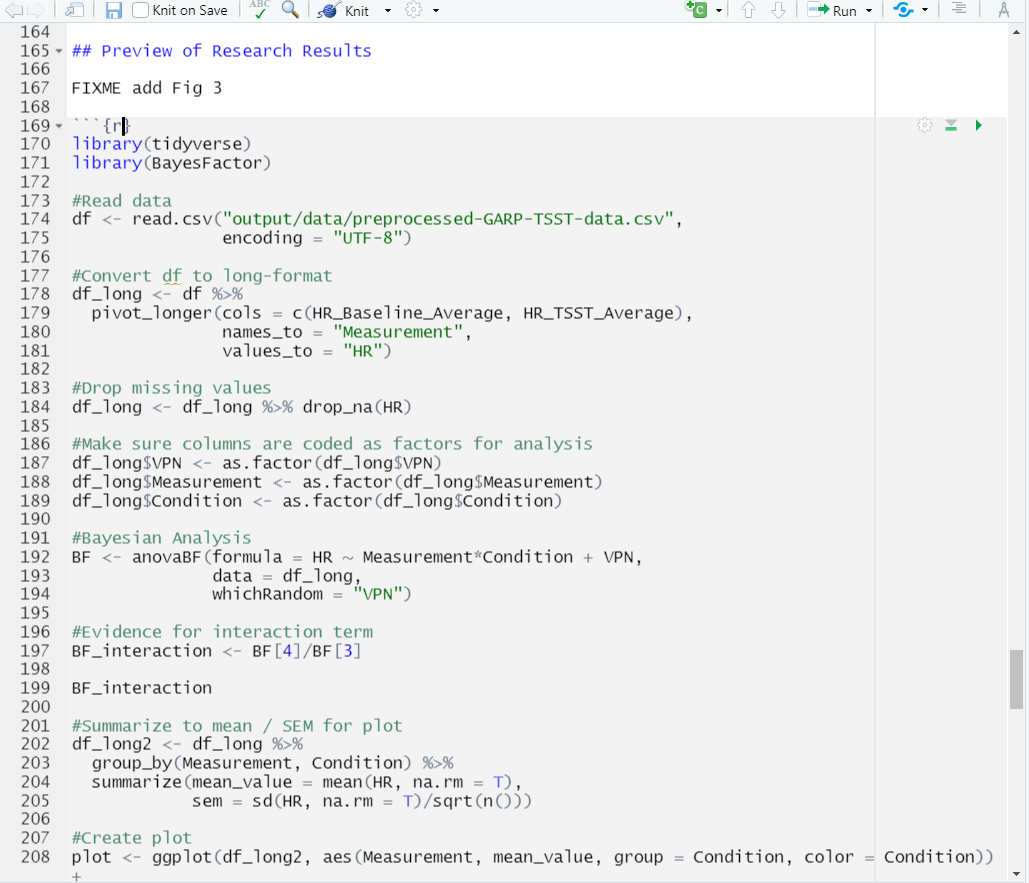 Knit on Save ABC Knit Run
164
165 ## Preview of Research Results
166
167 FIXME add Fig 3
168
169 ```{r}
170 library(tidyverse)
171 library(BayesFactor)
172
173 #Read data
174 df <- read.csv("output/data/preprocessed-GARP-TSST-data.csv",
175 encoding = "UTF-8")
176
177 #Convert df to long-format
178 df_long <- df %>%
179 pivot_longer(cols = c(HR_Baseline_Average, HR_TSST_Average),
180 names_to = "Measurement",
181 values_to = "HR")
182
183 #Drop missing values
184 df_long <- df_long %>% drop_na(HR)
185
186 #Make sure columns are coded as factors for analysis
187 df_long$VPN <- as.factor(df_long$VPN)
188 df_long$Measurement <- as.factor(df_long$Measurement)
189 df_long$Condition <- as.factor(df_long$Condition)
190
191 #Bayesian Analysis
192 BF <- anovaBF(formula = HR ~ Measurement*Condition + VPN,
193 data = df_long,
194 whichRandom = "VPN")
195
196 #Evidence for interaction term
197 BF_interaction <- BF[4]/BF[3]
198
199 BF_interaction
200
201 #Summarize to mean / SEM for plot
202 df_long2 <- df_long %>%
203 group_by(Measurement, Condition) %>%
204 summarize(mean_value = mean(HR, na.rm = T),
205 sem = sd(HR, na.rm = T)/sqrt(n()))
206
207 #Create plot
208 plot <- ggplot(df_long2, aes(Measurement, mean_value, group = Condition, color = Condition))
+